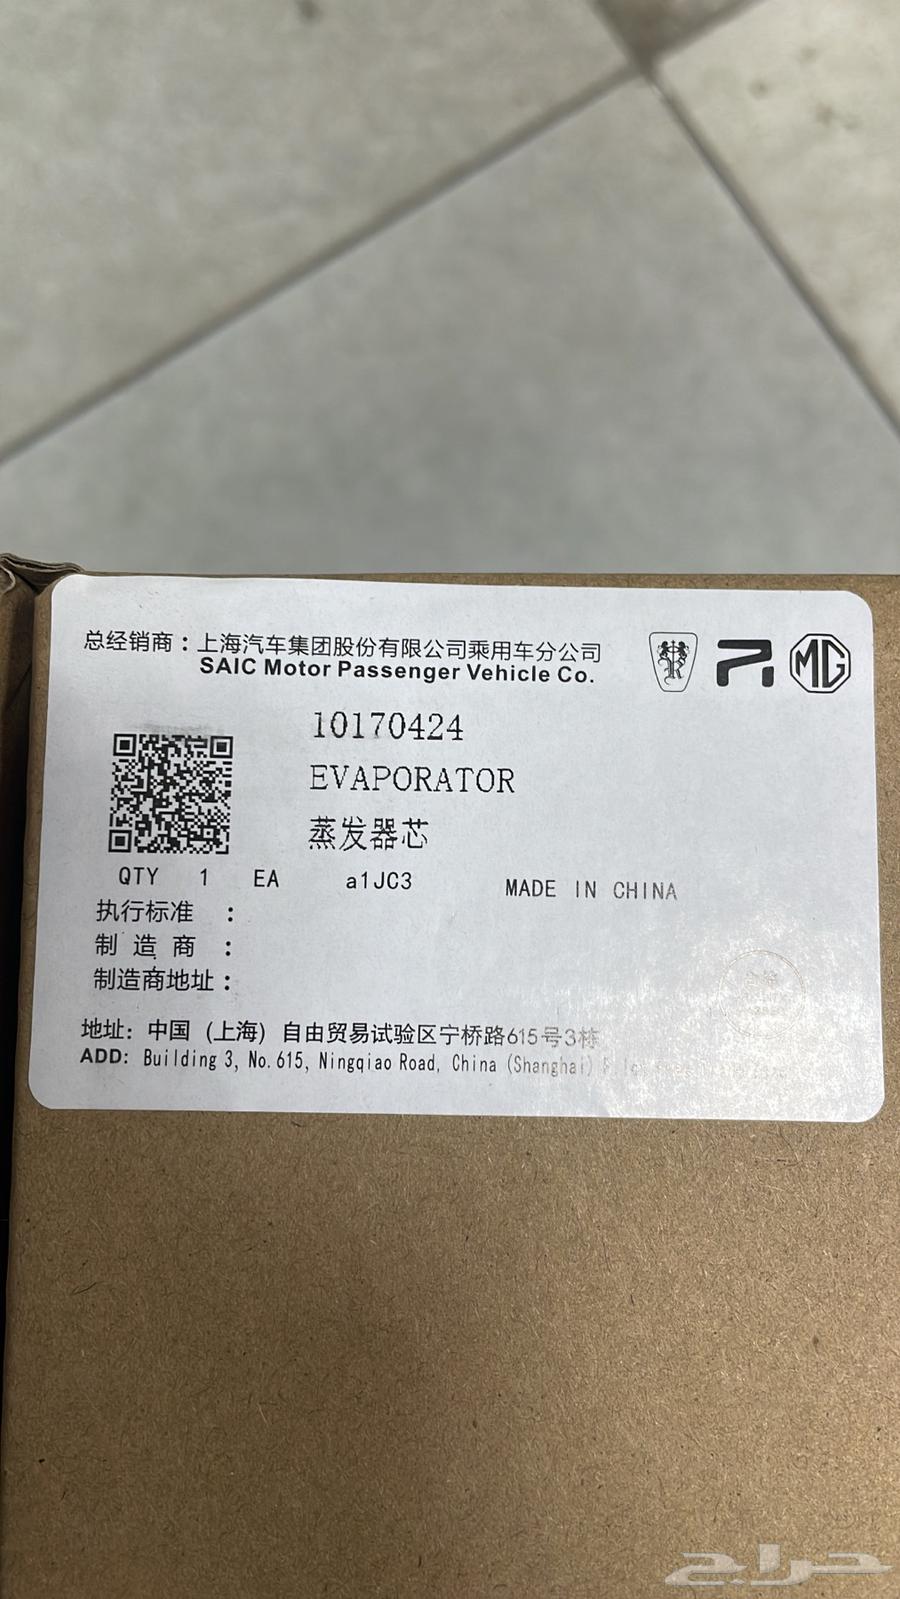 总经销商：上海汽车集团股份有限公司乘用车分公司
SAIC Motor Passenger Vehicle Co.
MG
10170424
EVAPORATOR
蒸发器芯
QTY 1 EA a1JC3 MADE IN CHINA
执行标准 ：
制 造 商 ：
制造商地址：
地址: 中国 (上海) 自由贸易试验区宁桥路615号3栋
ADD: Building 3, No.615, Ningqiao Road, China (Shanghai)
حراج